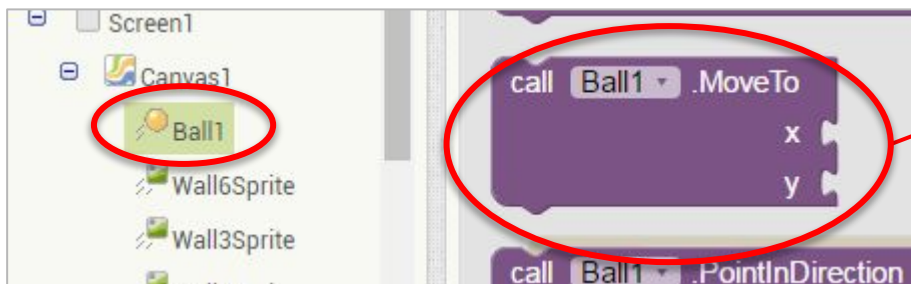 Screen1
Canvas1
Ball1
Wall6Sprite
Wall3Sprite
call Ball1 .MoveTo
x
y
call Ball1 .PointInDirection